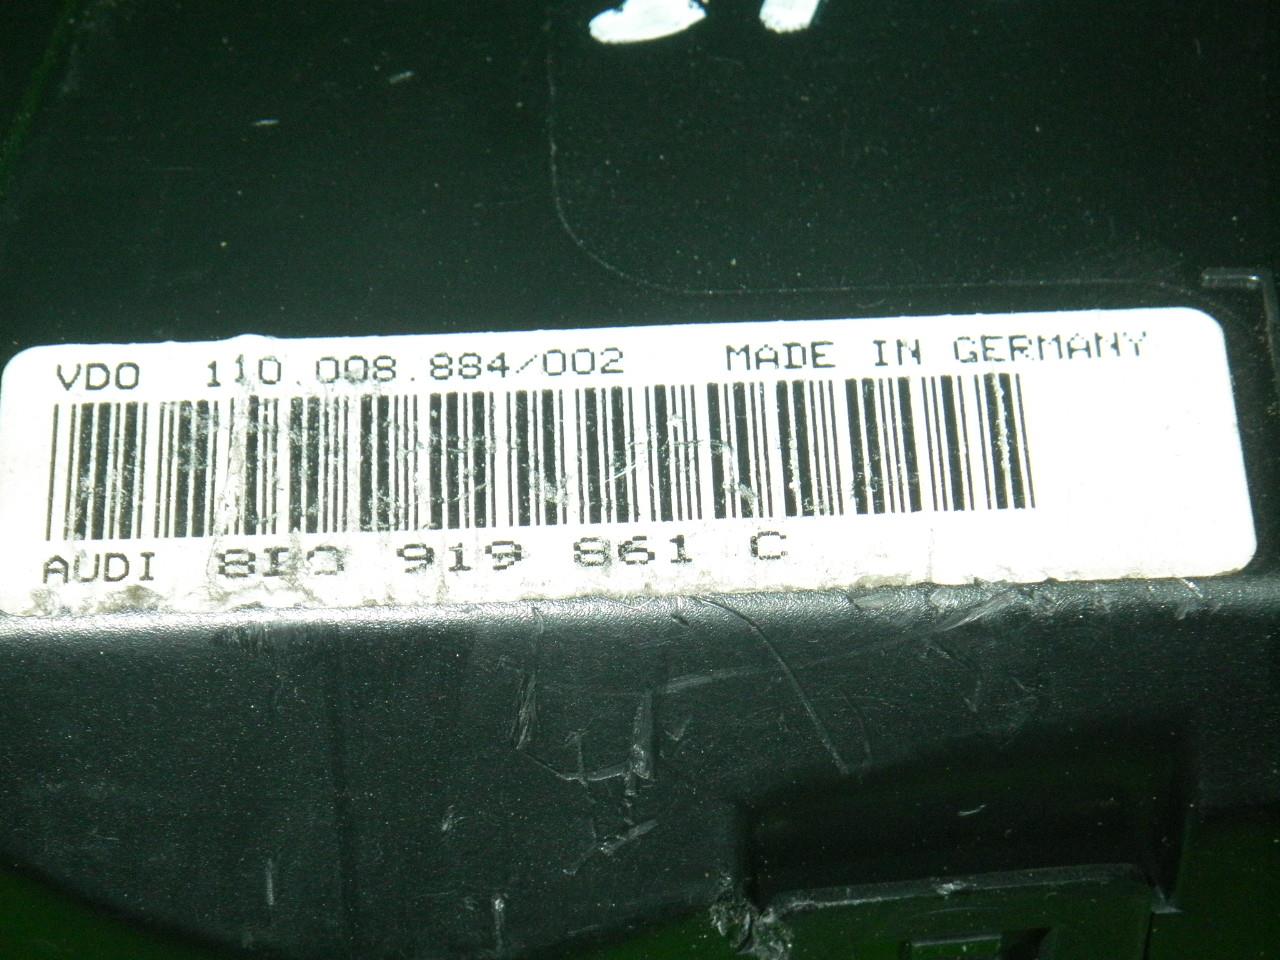 VDO 110.008.884/002 MADE IN GERMANY
AUDI 8D0 919 861 C